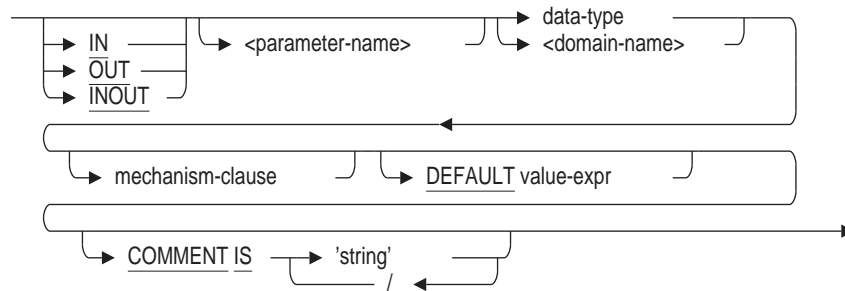 data-type
IN <parameter-name> <domain-name>
OUT
INOUT
mechanism-clause DEFAULT value-expr
COMMENT IS 'string'
/